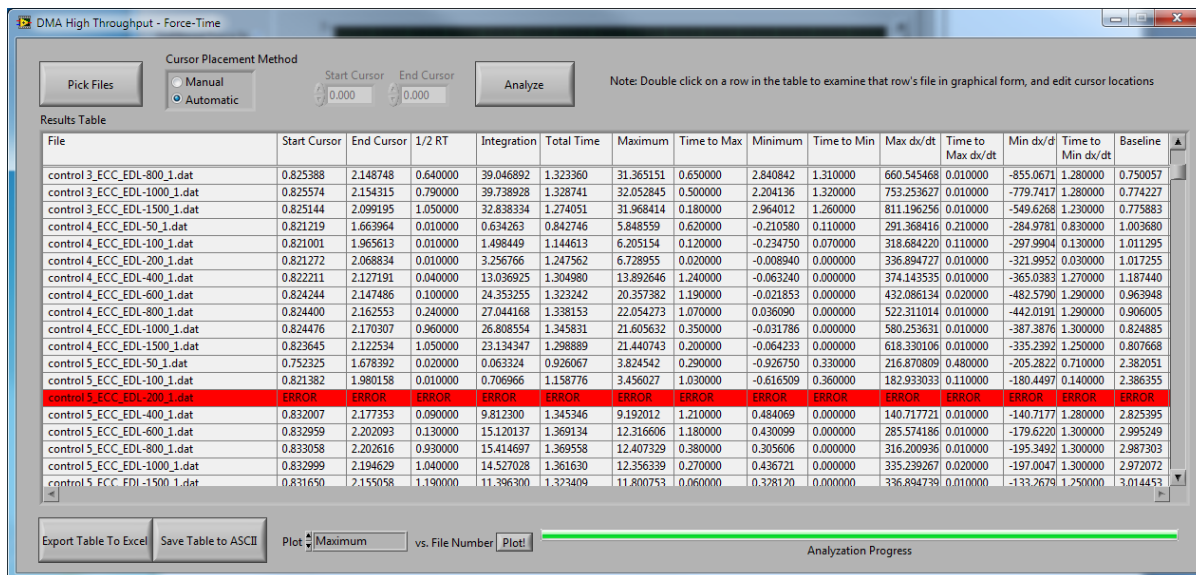 DMA High Throughput - Force-Time
Cursor Placement Method
Pick Files
Manual
Automatic
Start Cursor End Cursor
0.000 0.000
Analyze
Note: Double click on a row in the table to examine that row's file in graphical form, and edit cursor locations
Results Table
File Start Cursor End Cursor 1/2 RT Integration Total Time Maximum Time to Max Minimum Time to Min Max dx/dt Time to Max dx/dt Min dx/d Time to Min dx/dt Baseline
control 3_ECC_EDL-800_1.dat 0.825388 2.148748 0.640000 39.046892 1.323360 31.365151 0.650000 2.840842 1.310000 660.545468 0.010000 -855.0671 1.280000 0.750057
control 3_ECC_EDL-1000_1.dat 0.825574 2.154315 0.790000 39.738928 1.328741 32.052845 0.500000 2.204136 1.320000 753.253627 0.010000 -779.7417 1.280000 0.774227
control 3_ECC_EDL-1500_1.dat 0.825144 2.099195 1.050000 32.838334 1.274051 31.968414 0.180000 2.964012 1.260000 811.196256 0.010000 -549.6268 1.230000 0.775883
control 4_ECC_EDL-50_1.dat 0.821219 1.663964 0.010000 0.634263 0.842746 5.848559 0.620000 -0.210580 0.110000 291.368416 0.210000 -284.9781 0.830000 1.003680
control 4_ECC_EDL-100_1.dat 0.821001 1.965613 0.010000 1.498449 1.144613 6.205154 0.120000 -0.234750 0.070000 318.684220 0.110000 -297.9904 0.130000 1.011295
control 4_ECC_EDL-200_1.dat 0.821272 2.068834 0.010000 3.256766 1.247562 6.728955 0.020000 -0.008940 0.000000 336.894727 0.010000 -321.9952 0.030000 1.017255
control 4_ECC_EDL-400_1.dat 0.822211 2.127191 0.040000 13.036925 1.304980 13.892646 1.240000 -0.063240 0.000000 374.143535 0.010000 -365.0383 1.270000 1.187440
control 4_ECC_EDL-600_1.dat 0.824244 2.147486 0.100000 24.353255 1.323242 20.357382 1.190000 -0.021853 0.000000 432.086134 0.020000 -482.5790 1.290000 0.963948
control 4_ECC_EDL-800_1.dat 0.824400 2.162553 0.240000 27.044168 1.338153 22.054273 1.070000 0.036090 0.000000 522.311014 0.010000 -442.0191 1.290000 0.906005
control 4_ECC_EDL-1000_1.dat 0.824476 2.170307 0.960000 26.808554 1.345831 21.605632 0.350000 -0.031786 0.000000 580.253631 0.010000 -387.3876 1.300000 0.824885
control 4_ECC_EDL-1500_1.dat 0.823645 2.122534 1.050000 23.134347 1.298889 21.440743 0.200000 -0.064233 0.000000 618.330106 0.010000 -335.2392 1.250000 0.807668
control 5_ECC_EDL-50_1.dat 0.752325 1.678392 0.020000 0.063324 0.926067 3.824542 0.290000 -0.926750 0.330000 216.870809 0.480000 -205.2822 0.710000 2.382051
control 5_ECC_EDL-100_1.dat 0.821382 1.980158 0.010000 0.706966 1.158776 3.456027 1.030000 -0.616509 0.360000 182.933033 0.110000 -180.4497 0.140000 2.386355
control 5_ECC_EDL-200_1.dat ERROR ERROR ERROR ERROR ERROR ERROR ERROR ERROR ERROR ERROR ERROR ERROR ERROR ERROR
control 5_ECC_EDL-400_1.dat 0.832007 2.177353 0.090000 9.812300 1.345346 9.192012 1.210000 0.484069 0.000000 140.717721 0.010000 -140.7177 1.280000 2.825395
control 5_ECC_EDL-600_1.dat 0.832959 2.202093 0.130000 15.120137 1.369134 12.316606 1.180000 0.430099 0.000000 285.574186 0.010000 -179.6220 1.300000 2.995249
control 5_ECC_EDL-800_1.dat 0.833058 2.202616 0.930000 15.414697 1.369558 12.407329 0.380000 0.305606 0.000000 316.200936 0.010000 -195.3492 1.300000 2.987303
control 5_ECC_EDL-1000_1.dat 0.832999 2.194629 1.040000 14.527028 1.361630 12.356339 0.270000 0.436721 0.000000 335.239267 0.020000 -197.0047 1.300000 2.972072
control 5_ECC_EDL-1500_1.dat 0.831650 2.155058 1.190000 11.396300 1.323409 11.800753 0.060000 0.328120 0.000000 336.894739 0.010000 -133.2679 1.250000 3.014453
Export Table To Excel Save Table to ASCII Plot Maximum vs. File Number Plot!
Analyzation Progress